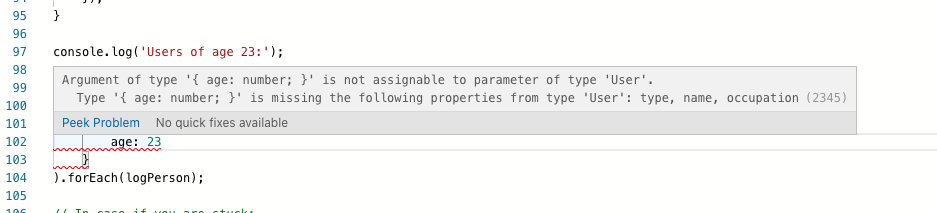 94 });
95 }
96
97 console.log('Users of age 23:');
98
99
100
101
Argument of type '{ age: number; }' is not assignable to parameter of type 'User'.
Type '{ age: number; }' is missing the following properties from type 'User': type, name, occupation (2345)
Peek Problem No quick fixes available
102 age: 23
103 }
104 ).forEach(logPerson);
105
106 // In case if you are stuck: